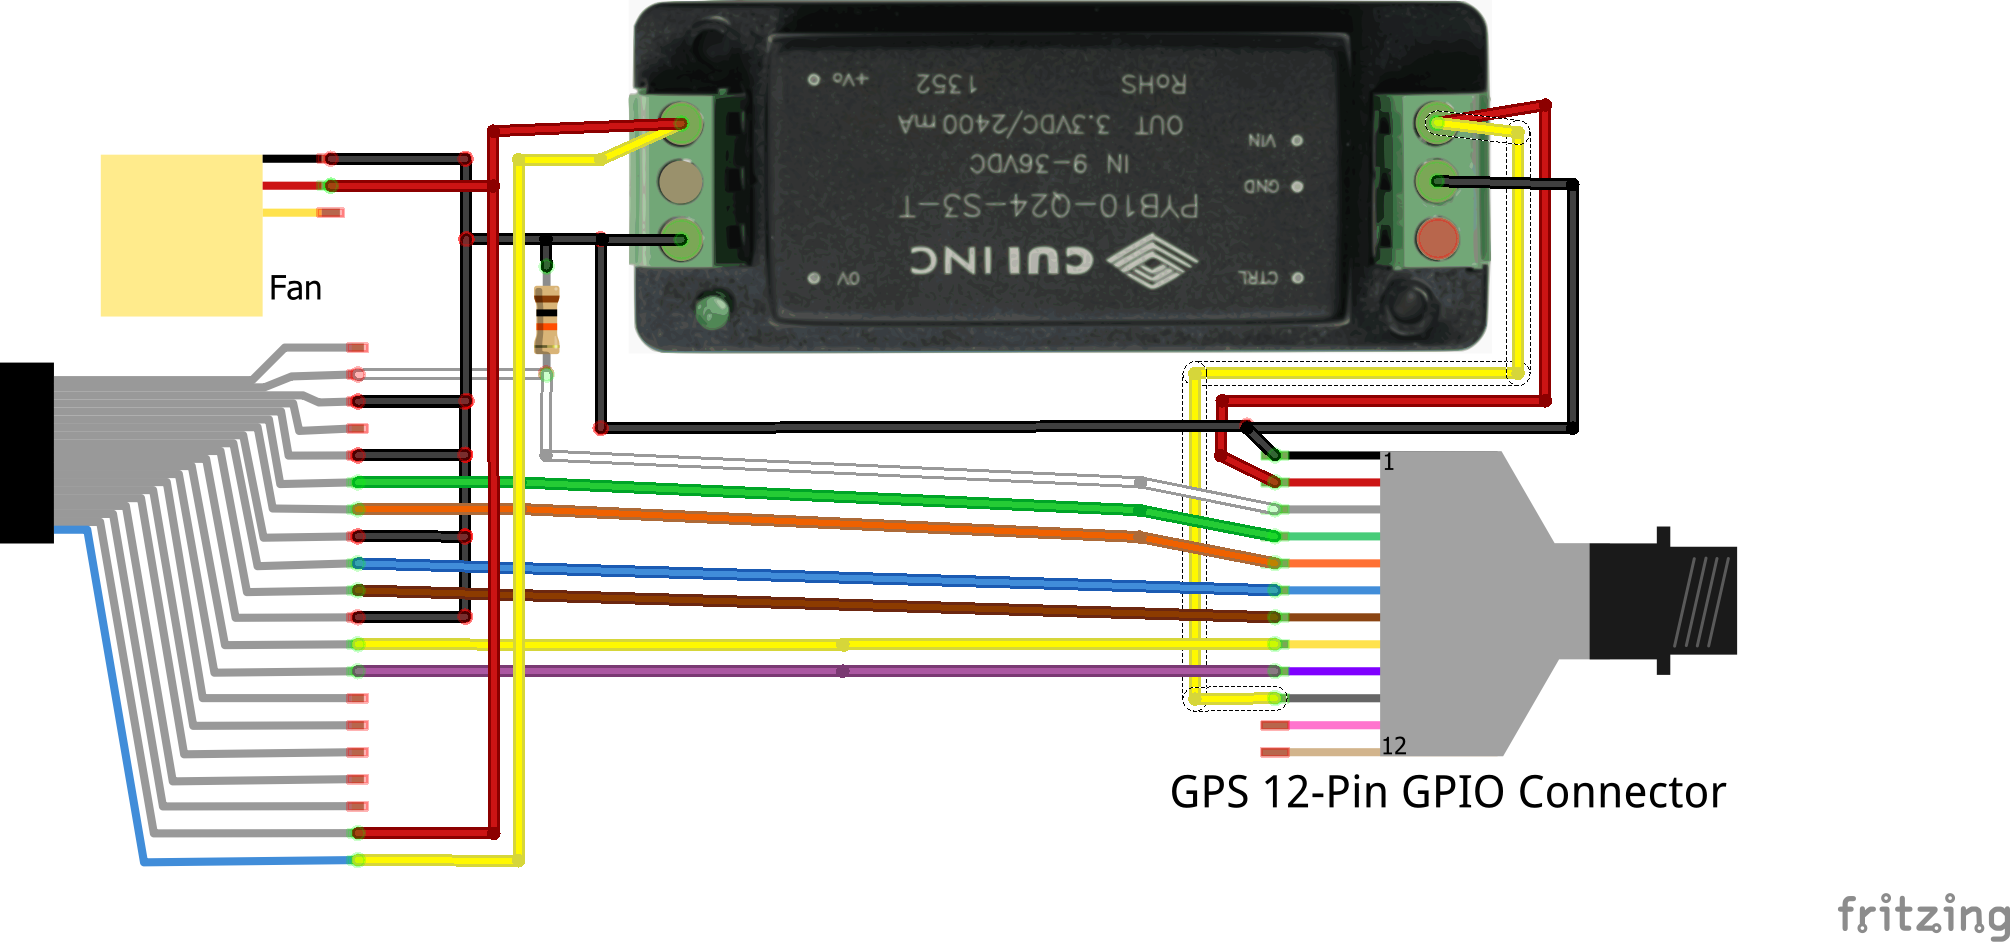 +Vo
1352
RoHS
OUT 3.3VDC/2400mA
VIN
IN 9-36VDC
GND
PYB10-Q24-S3-T
CUI INC
0V
CTRL
Fan
1
12
GPS 12-Pin GPIO Connector
fritzing